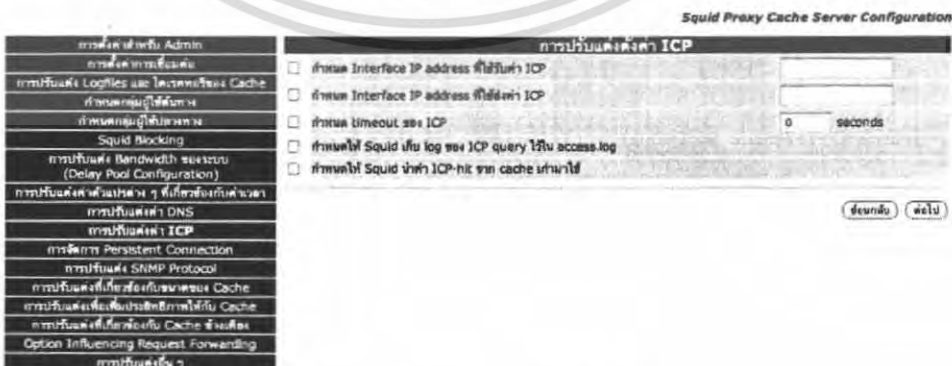 Squid Proxy Cache Server Configuration
การตั้งค่าสำหรับ Admin
การตั้งค่าการเชื่อมต่อ
การปรับแต่ง Logfiles และ ไดเรคทอรีของ Cache
กำหนดกลุ่มผู้ใช้ต้นทาง
กำหนดกลุ่มผู้ใช้ปลายทาง
Squid Blocking
การปรับแต่ง Bandwidth ของระบบ
(Delay Pool Configuration)
การปรับแต่งค่าตัวแปรต่าง ๆ ที่เกี่ยวข้องกับค่าเวลา
การปรับแต่งค่า DNS
การปรับแต่งค่า ICP
การจัดการ Persistent Connection
การปรับแต่ง SNMP Protocol
การปรับแต่งที่เกี่ยวข้องกับขนาดของ Cache
การปรับแต่งเพื่อเพิ่มประสิทธิภาพให้กับ Cache
การปรับแต่งที่เกี่ยวข้องกับ Cache ข้างเคียง
Option Influencing Request Forwarding
การปรับแต่งอื่น ๆ
การปรับแต่งตั้งค่า ICP
กำหนด Interface IP address ที่ใช้รับค่า ICP
กำหนด Interface IP address ที่ใช้ส่งค่า ICP
กำหนด timeout ของ ICP 0 seconds
กำหนดให้ Squid เก็บ log ของ ICP query ไว้ใน access.log
กำหนดให้ Squid นำค่า ICP-hit จาก cache เก่ามาใช้
ย้อนกลับ ต่อไป